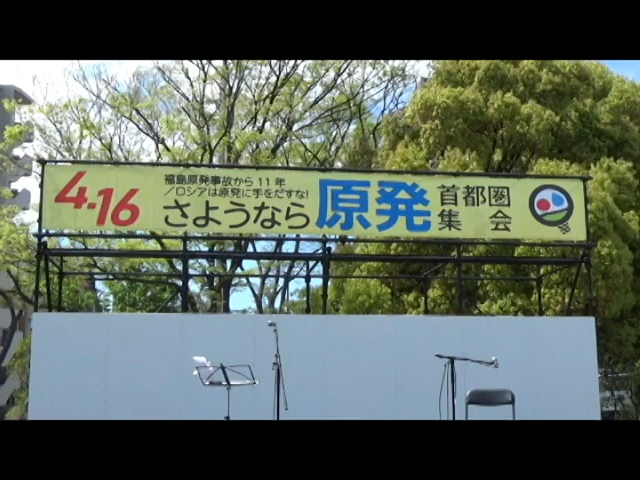 4.16
福島原発事故から11年
/ロシアは原発に手をだすな!
さようなら原発
首都圏
集会